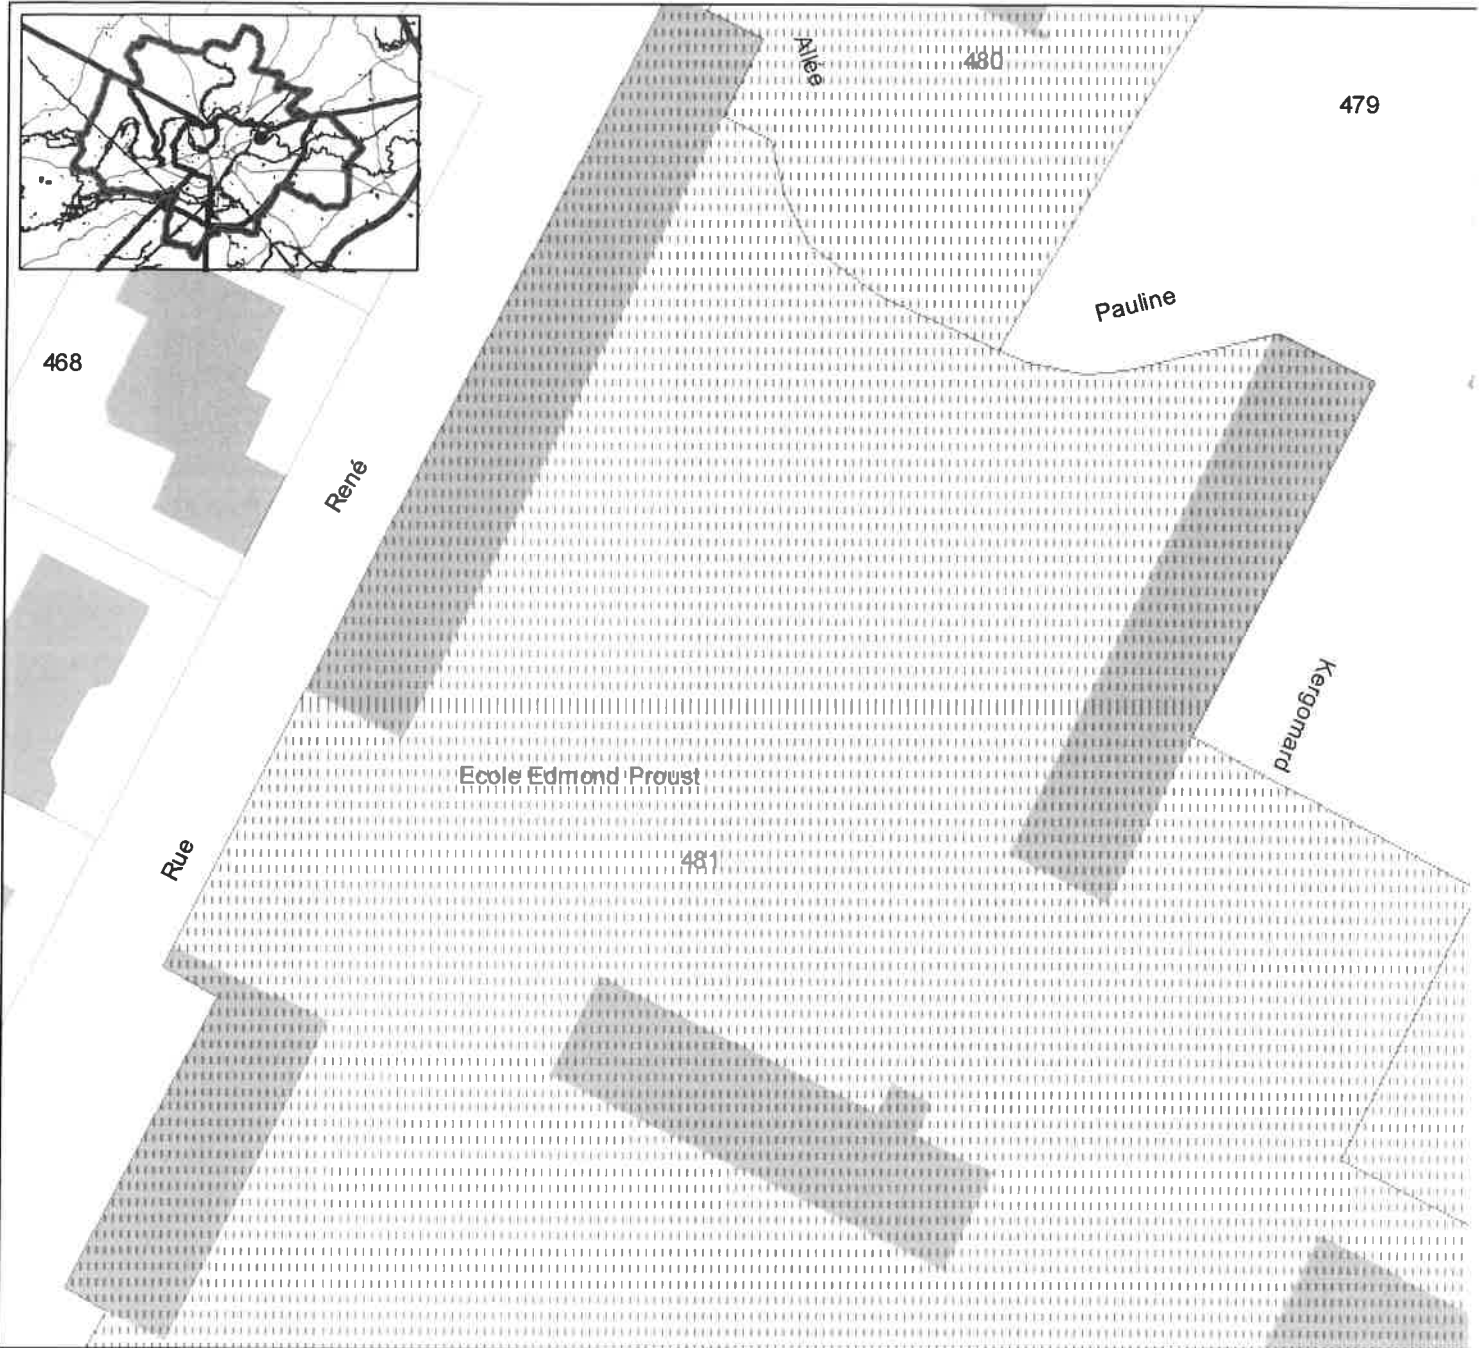 Allée
480
479
Pauline
468
René
Kergomard
Ecole Edmond Proust
481
Rue